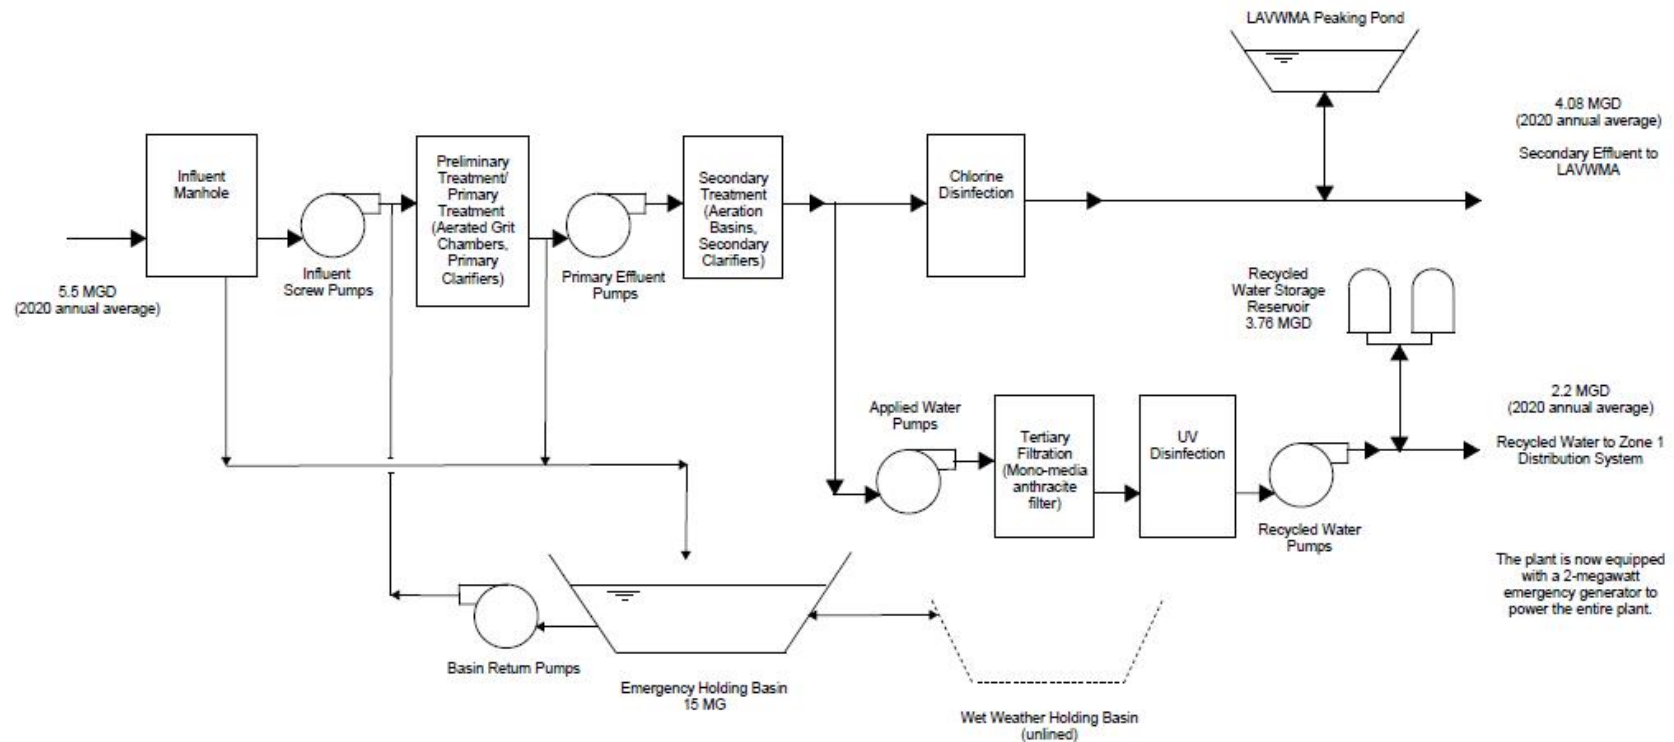 LAVWMA Peaking Pond
4.08 MGD
(2020 annual average)
Secondary Effluent to
LAVWMA
Influent
Manhole
Preliminary
Treatment/
Primary
Treatment
(Aerated Grit
Chambers,
Primary
Clarifiers)
Secondary
Treatment
(Aeration
Basins,
Secondary
Clarifiers)
Chlorine
Disinfection
Influent
Screw Pumps
Primary Effluent
Pumps
5.5 MGD
(2020 annual average)
Recycled
Water Storage
Reservoir
3.76 MGD
2.2 MGD
(2020 annual average)
Recycled Water to Zone 1
Distribution System
Applied Water
Pumps
Tertiary
Filtration
(Mono-media
anthracite
filter)
UV
Disinfection
Recycled Water
Pumps
The plant is now equipped
with a 2-megawatt
emergency generator to
power the entire plant.
Basin Return Pumps
Emergency Holding Basin
15 MG
Wet Weather Holding Basin
(unlined)